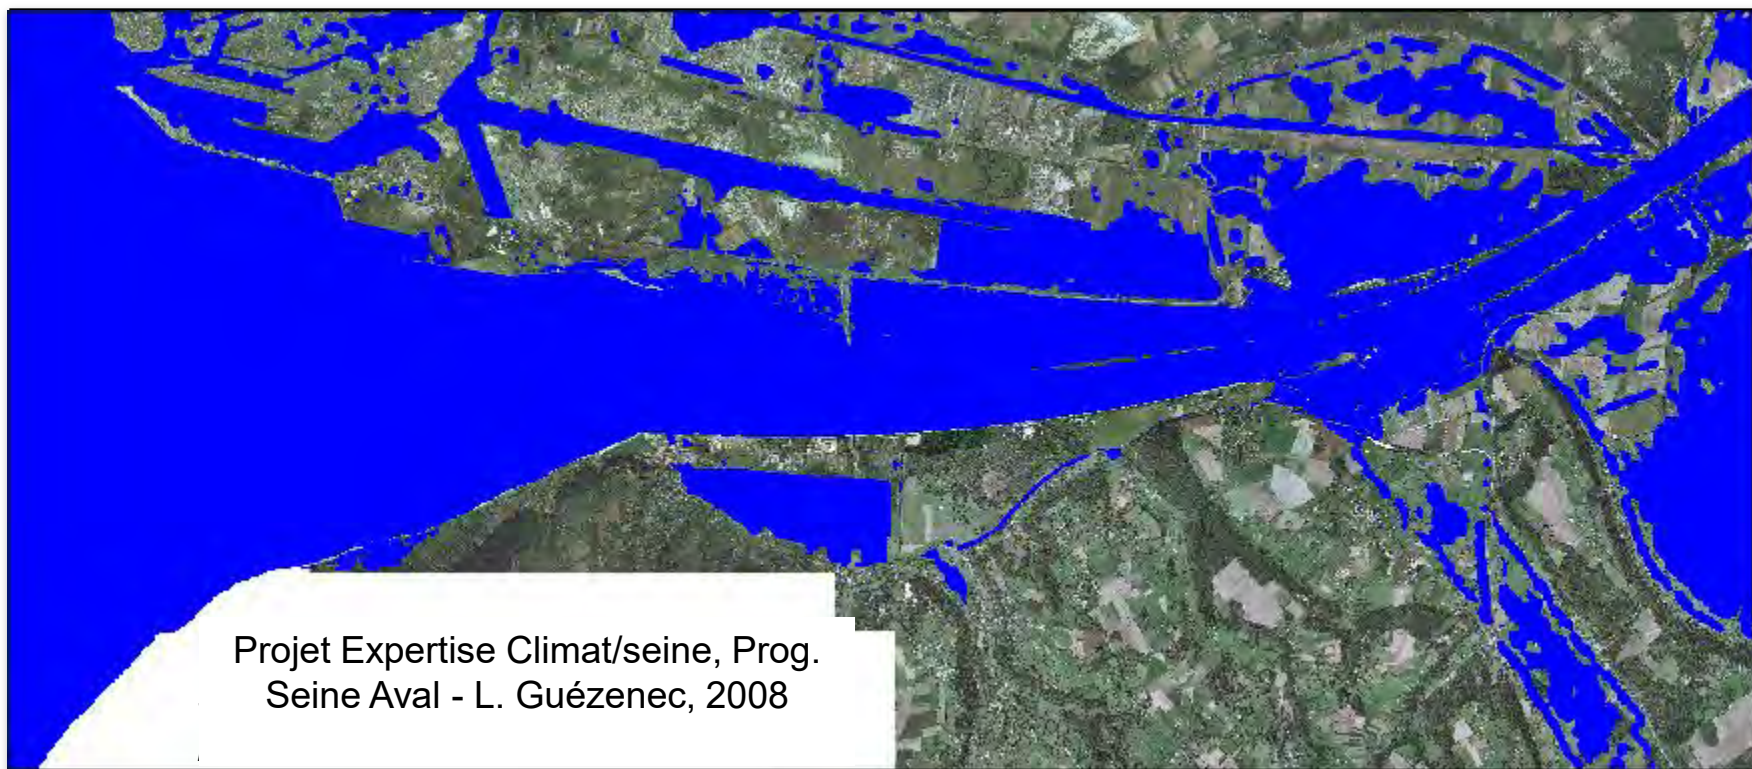 Projet Expertise Climat/seine, Prog.
Seine Aval - L. Guézenec, 2008